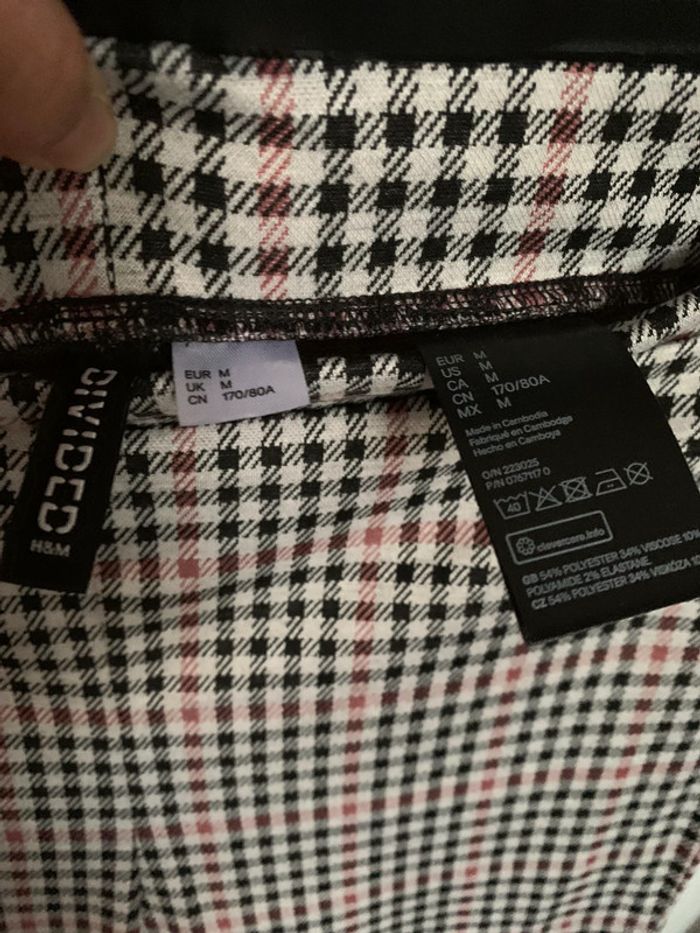 DIVIDED
H&M
EUR M
UK M
CN 170/80A
EUR M
US M
CA M
CN 170/80A
MX M
Made in Cambodia
Fabriqué en Cambodge
Hecho en Camboya
O/N 223025
P/N 0767117 0
40
clevercare.info
GB 54% POLYESTER 34% VISCOSE 10%
POLYAMIDE 2% ELASTANE.
CZ 54% POLYESTER 34% VISKÓZA 10